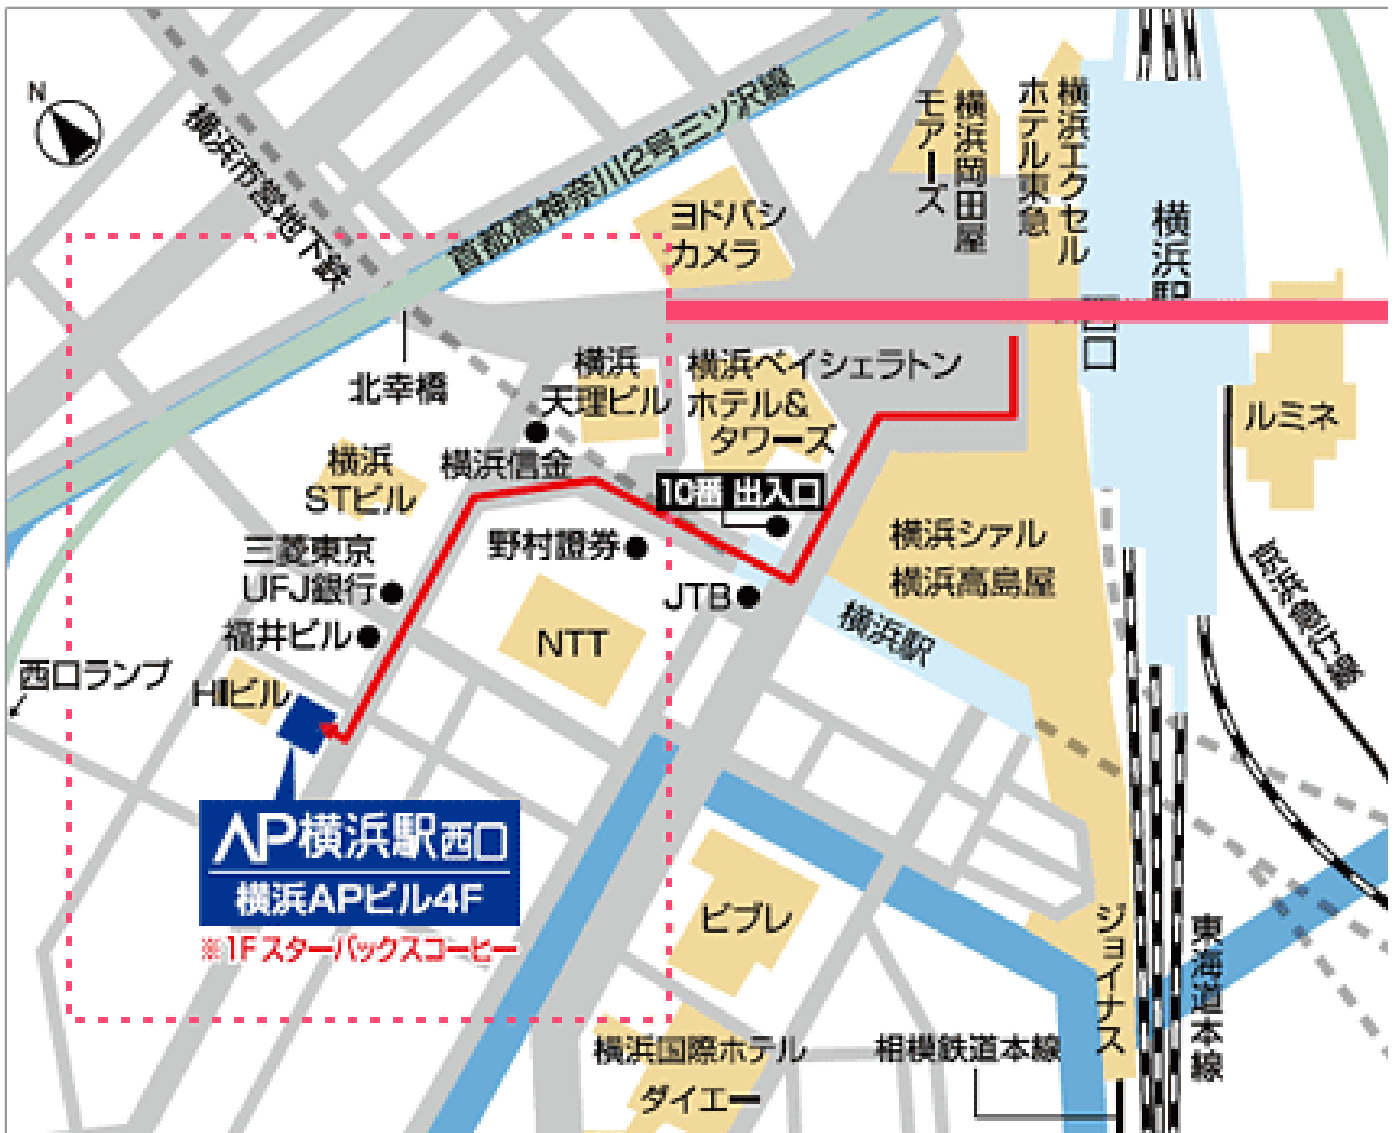 N
横浜市営地下鉄
首都高神奈川2号三ツ沢線
横浜岡田屋
モアーズ
横浜エクセル
ホテル東急
横浜駅
西口
ヨドバシ
カメラ
北幸橋
横浜
天理ビル
横浜ベイシェラトン
ホテル&
タワーズ
ルミネ
横浜
STビル
横浜信金
10番 出入口
野村證券
横浜シァル
横浜高島屋
三菱東京
UFJ銀行
福井ビル
JTB
NTT
横浜駅
京浜急行線
西口ランプ
HIビル
AP横浜駅西口
横浜APビル4F
※1Fスターバックスコーヒー
ビブレ
ジョイナス
東海道本線
横浜国際ホテル
ダイエー
相模鉄道本線